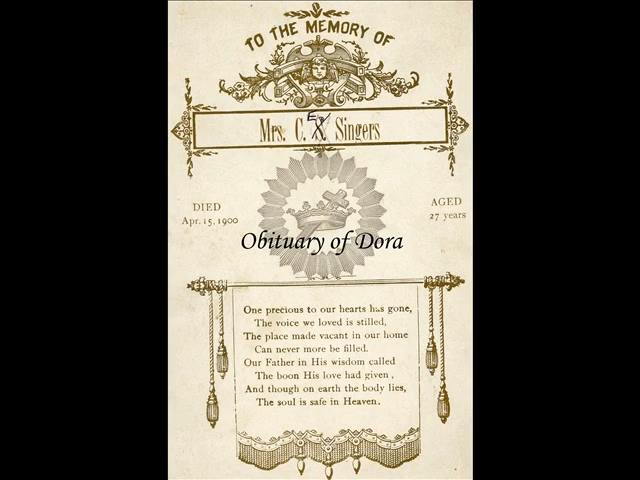 TO THE MEMORY OF
E
Mrs. C. S. Singers
DIED
Apr. 15, 1900
AGED
27 years
Obituary of Dora
One precious to our hearts has gone,
The voice we loved is stilled,
The place made vacant in our home
Can never more be filled.
Our Father in His wisdom called
The boon His love had given,
And though on earth the body lies,
The soul is safe in Heaven.